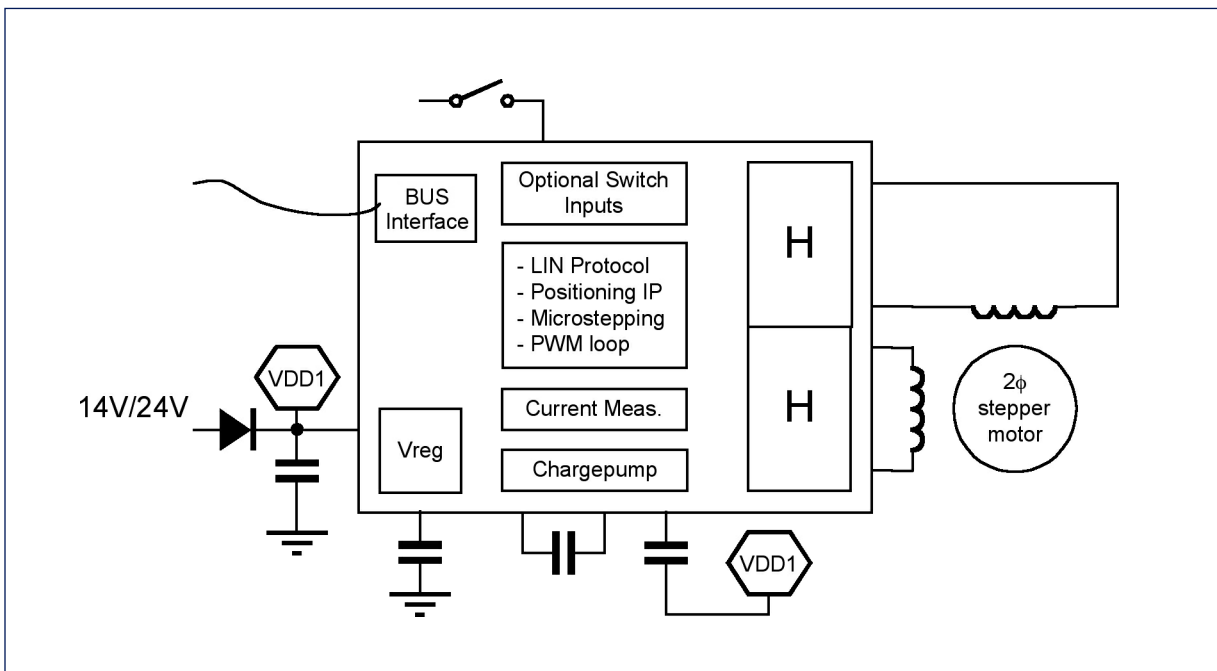 BUS
Interface
Optional Switch
Inputs
H
- LIN Protocol
- Positioning IP
- Microstepping
- PWM loop
VDD1
14V/24V
Vreg
Current Meas.
Chargepump
H
2ϕ
stepper
motor
VDD1